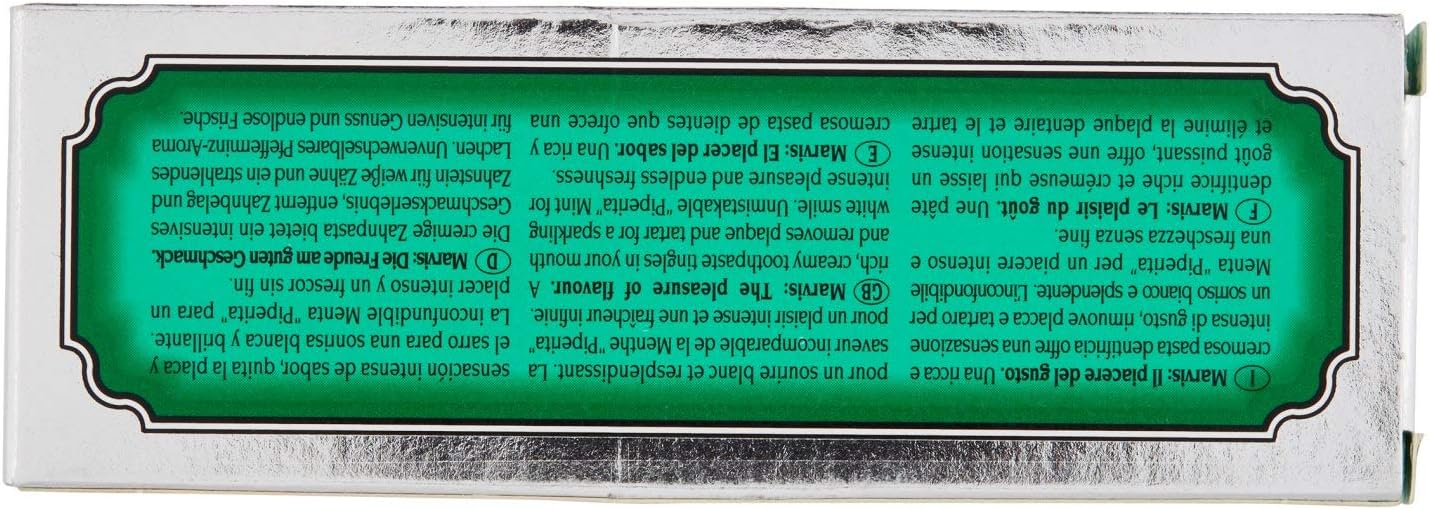 I Marvis: Il piacere del gusto. Una ricca e
cremosa pasta dentifricia offre una sensazione
intensa di gusto, rimuove placca e tartaro per
un sorriso bianco e splendente. L'inconfondibile
Menta "Piperita" per un piacere intenso e
una freschezza senza fine.
F Marvis: Le plaisir du goût. Une pâte
dentifrice riche et crémeuse qui laisse un
goût puissant, offre une sensation intense
et élimine la plaque dentaire et le tartre
pour un sourire blanc et resplendissant. La
saveur incomparable de la Menthe "Piperita"
pour un plaisir intense et une fraîcheur infinie.
GB Marvis: The pleasure of flavour. A
rich, creamy toothpaste tingles in your mouth
and removes plaque and tartar for a sparkling
white smile. Unmistakable "Piperita" Mint for
intense pleasure and endless freshness.
E Marvis: El placer del sabor. Una rica y
cremosa pasta de dientes que ofrece una
sensación intensa de sabor, quita la placa y
el sarro para una sonrisa blanca y brillante.
La inconfundible Menta "Piperita" para un
placer intenso y un frescor sin fin.
D Marvis: Die Freude am guten Geschmack.
Die cremige Zahnpasta bietet ein intensives
Geschmackserlebnis, entfernt Zahnbelag und
Zahnstein für weiße Zähne und ein strahlendes
Lachen. Unverwechselbares Pfefferminz-Aroma
für intensiven Genuss und endlose Frische.